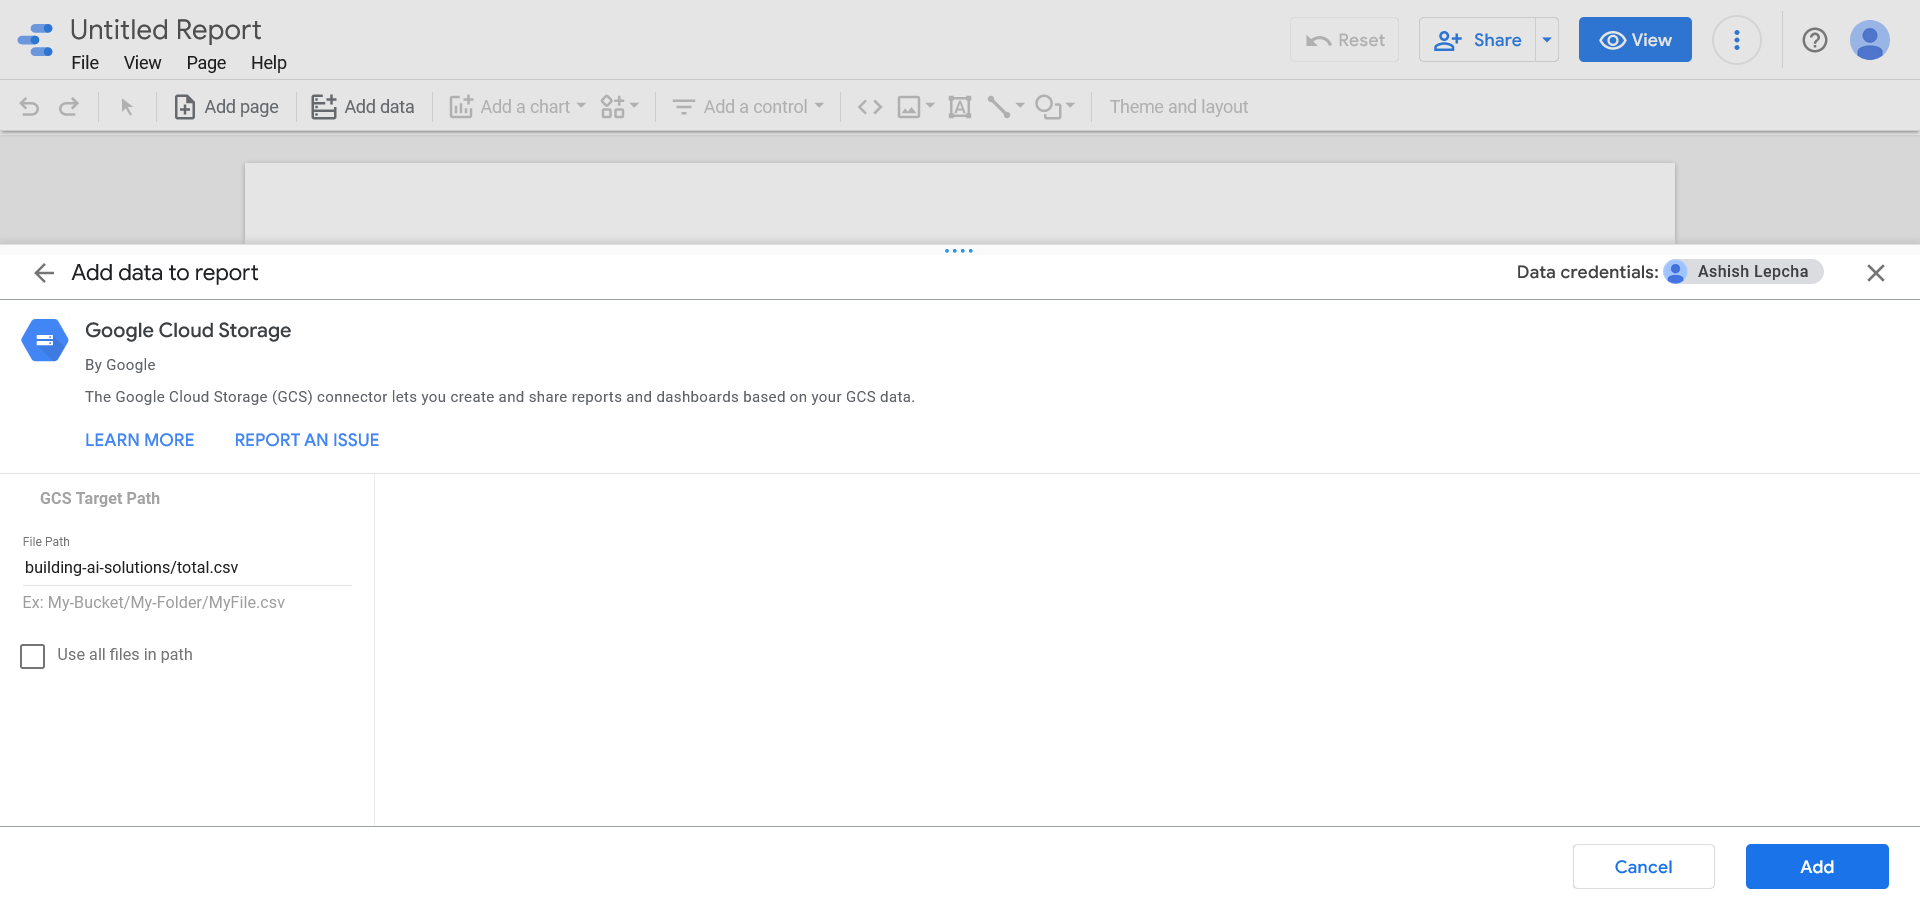 Untitled Report
File View Page Help
Reset
Share
View
Add page
Add data
Add a chart
Add a control
Theme and layout
Add data to report
Data credentials: Ashish Lepcha
Google Cloud Storage
By Google
The Google Cloud Storage (GCS) connector lets you create and share reports and dashboards based on your GCS data.
LEARN MORE REPORT AN ISSUE
GCS Target Path
File Path
building-ai-solutions/total.csv
Ex: My-Bucket/My-Folder/MyFile.csv
Use all files in path
Cancel
Add